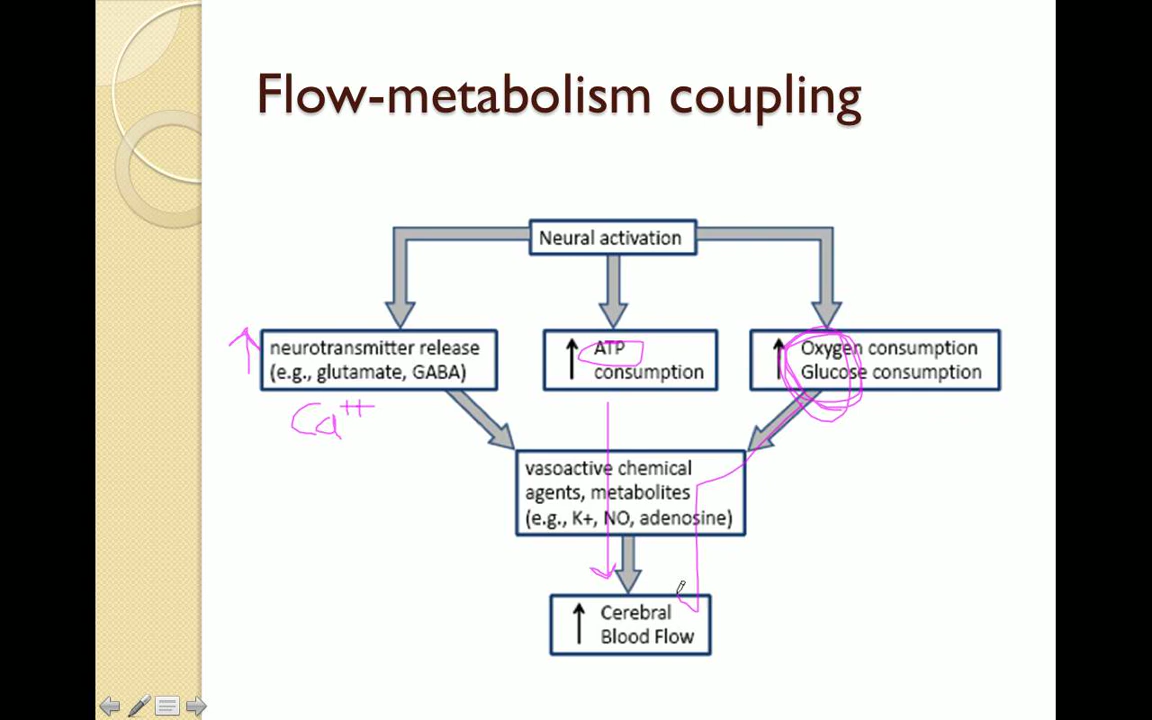 Flow-metabolism coupling
Neural activation
neurotransmitter release
(e.g., glutamate, GABA)
Ca++
ATP
consumption
Oxygen consumption
Glucose consumption
vasoactive chemical
agents, metabolites
(e.g., K+, NO, adenosine)
Cerebral
Blood Flow